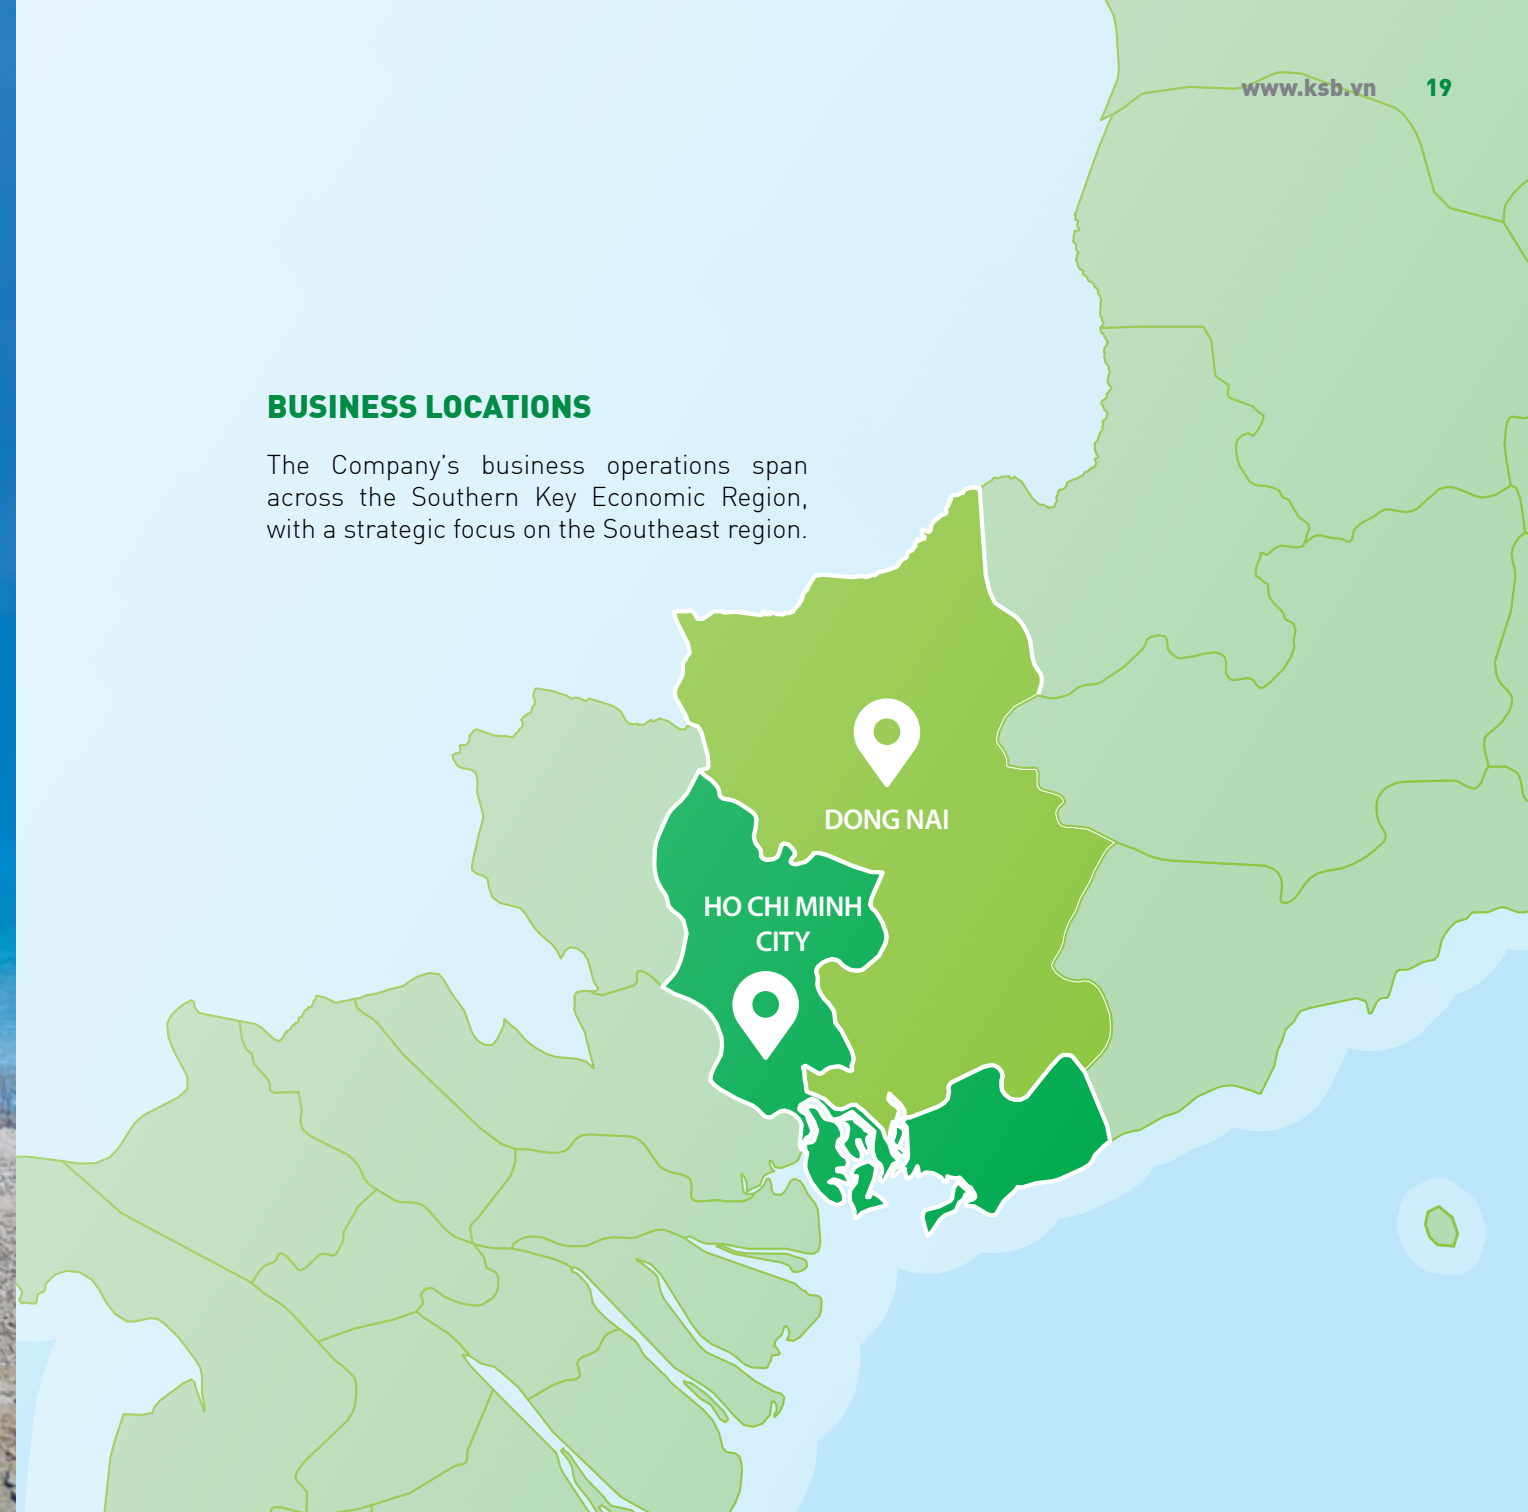 www.ksb.vn 19
BUSINESS LOCATIONS
The Company’s business operations span
across the Southern Key Economic Region,
with a strategic focus on the Southeast region.
DONG NAI
HO CHI MINH
CITY